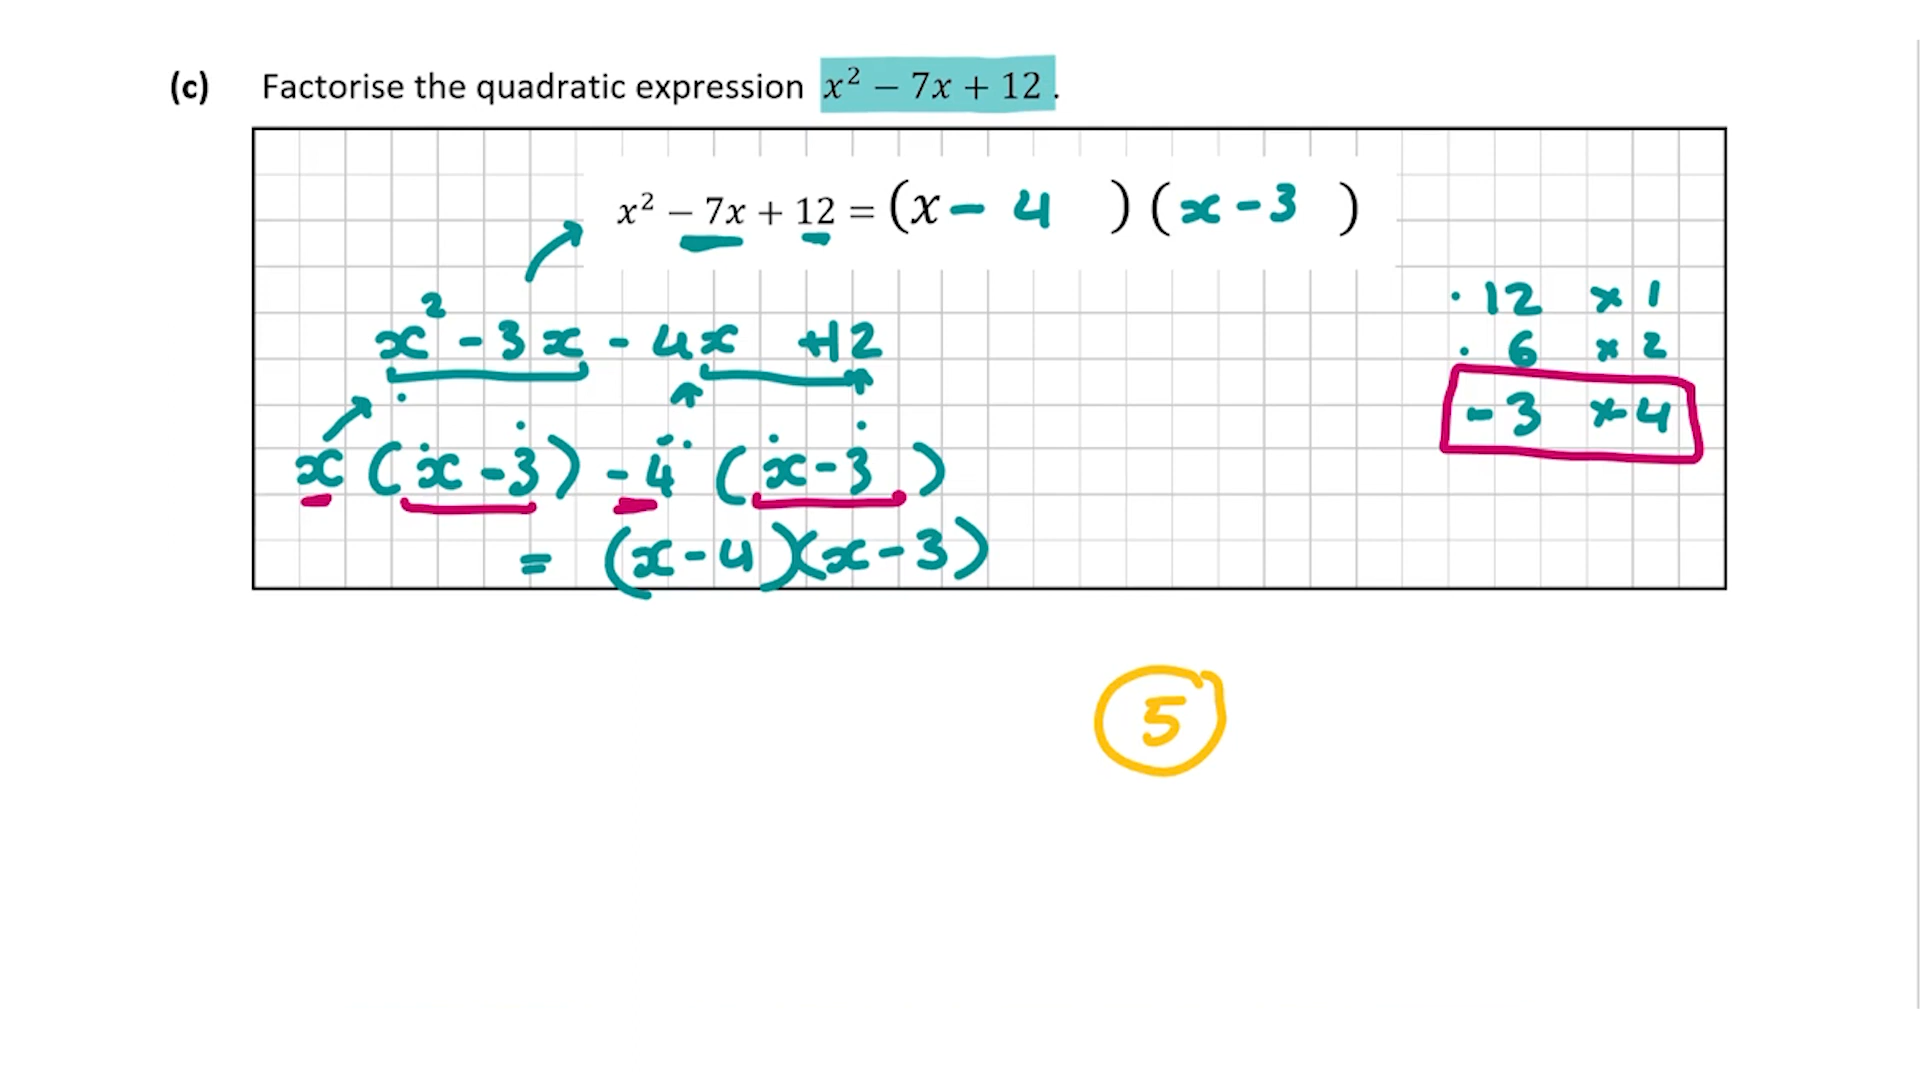 (c) Factorise the quadratic expression x² − 7x + 12.
x² − 7x + 12 = (x − 4 ) (x − 3 )
x² − 3x − 4x +12
x (x − 3) − 4 (x − 3 )
= (x − 4)(x − 3)
· 12 × 1
· 6 × 2
- 3 × - 4
5